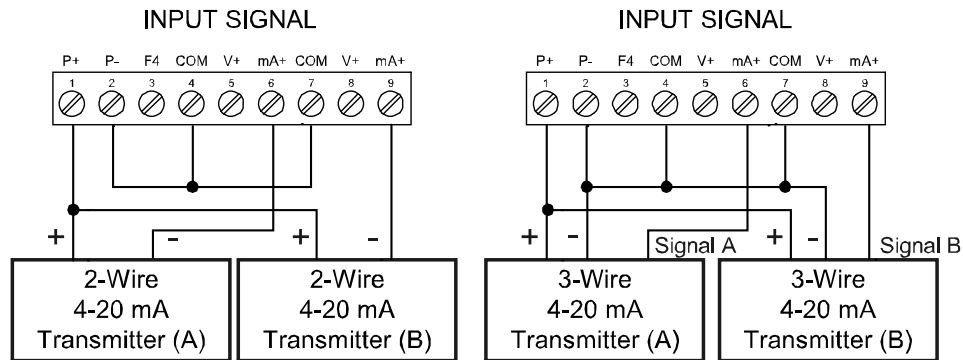 INPUT SIGNAL
P+ P- F4 COM V+ mA+ COM V+ mA+
1 2 3 4 5 6 7 8 9
+ - + -
2-Wire
4-20 mA
Transmitter (A)
2-Wire
4-20 mA
Transmitter (B)
INPUT SIGNAL
P+ P- F4 COM V+ mA+ COM V+ mA+
1 2 3 4 5 6 7 8 9
+ - Signal A + - Signal B
3-Wire
4-20 mA
Transmitter (A)
3-Wire
4-20 mA
Transmitter (B)